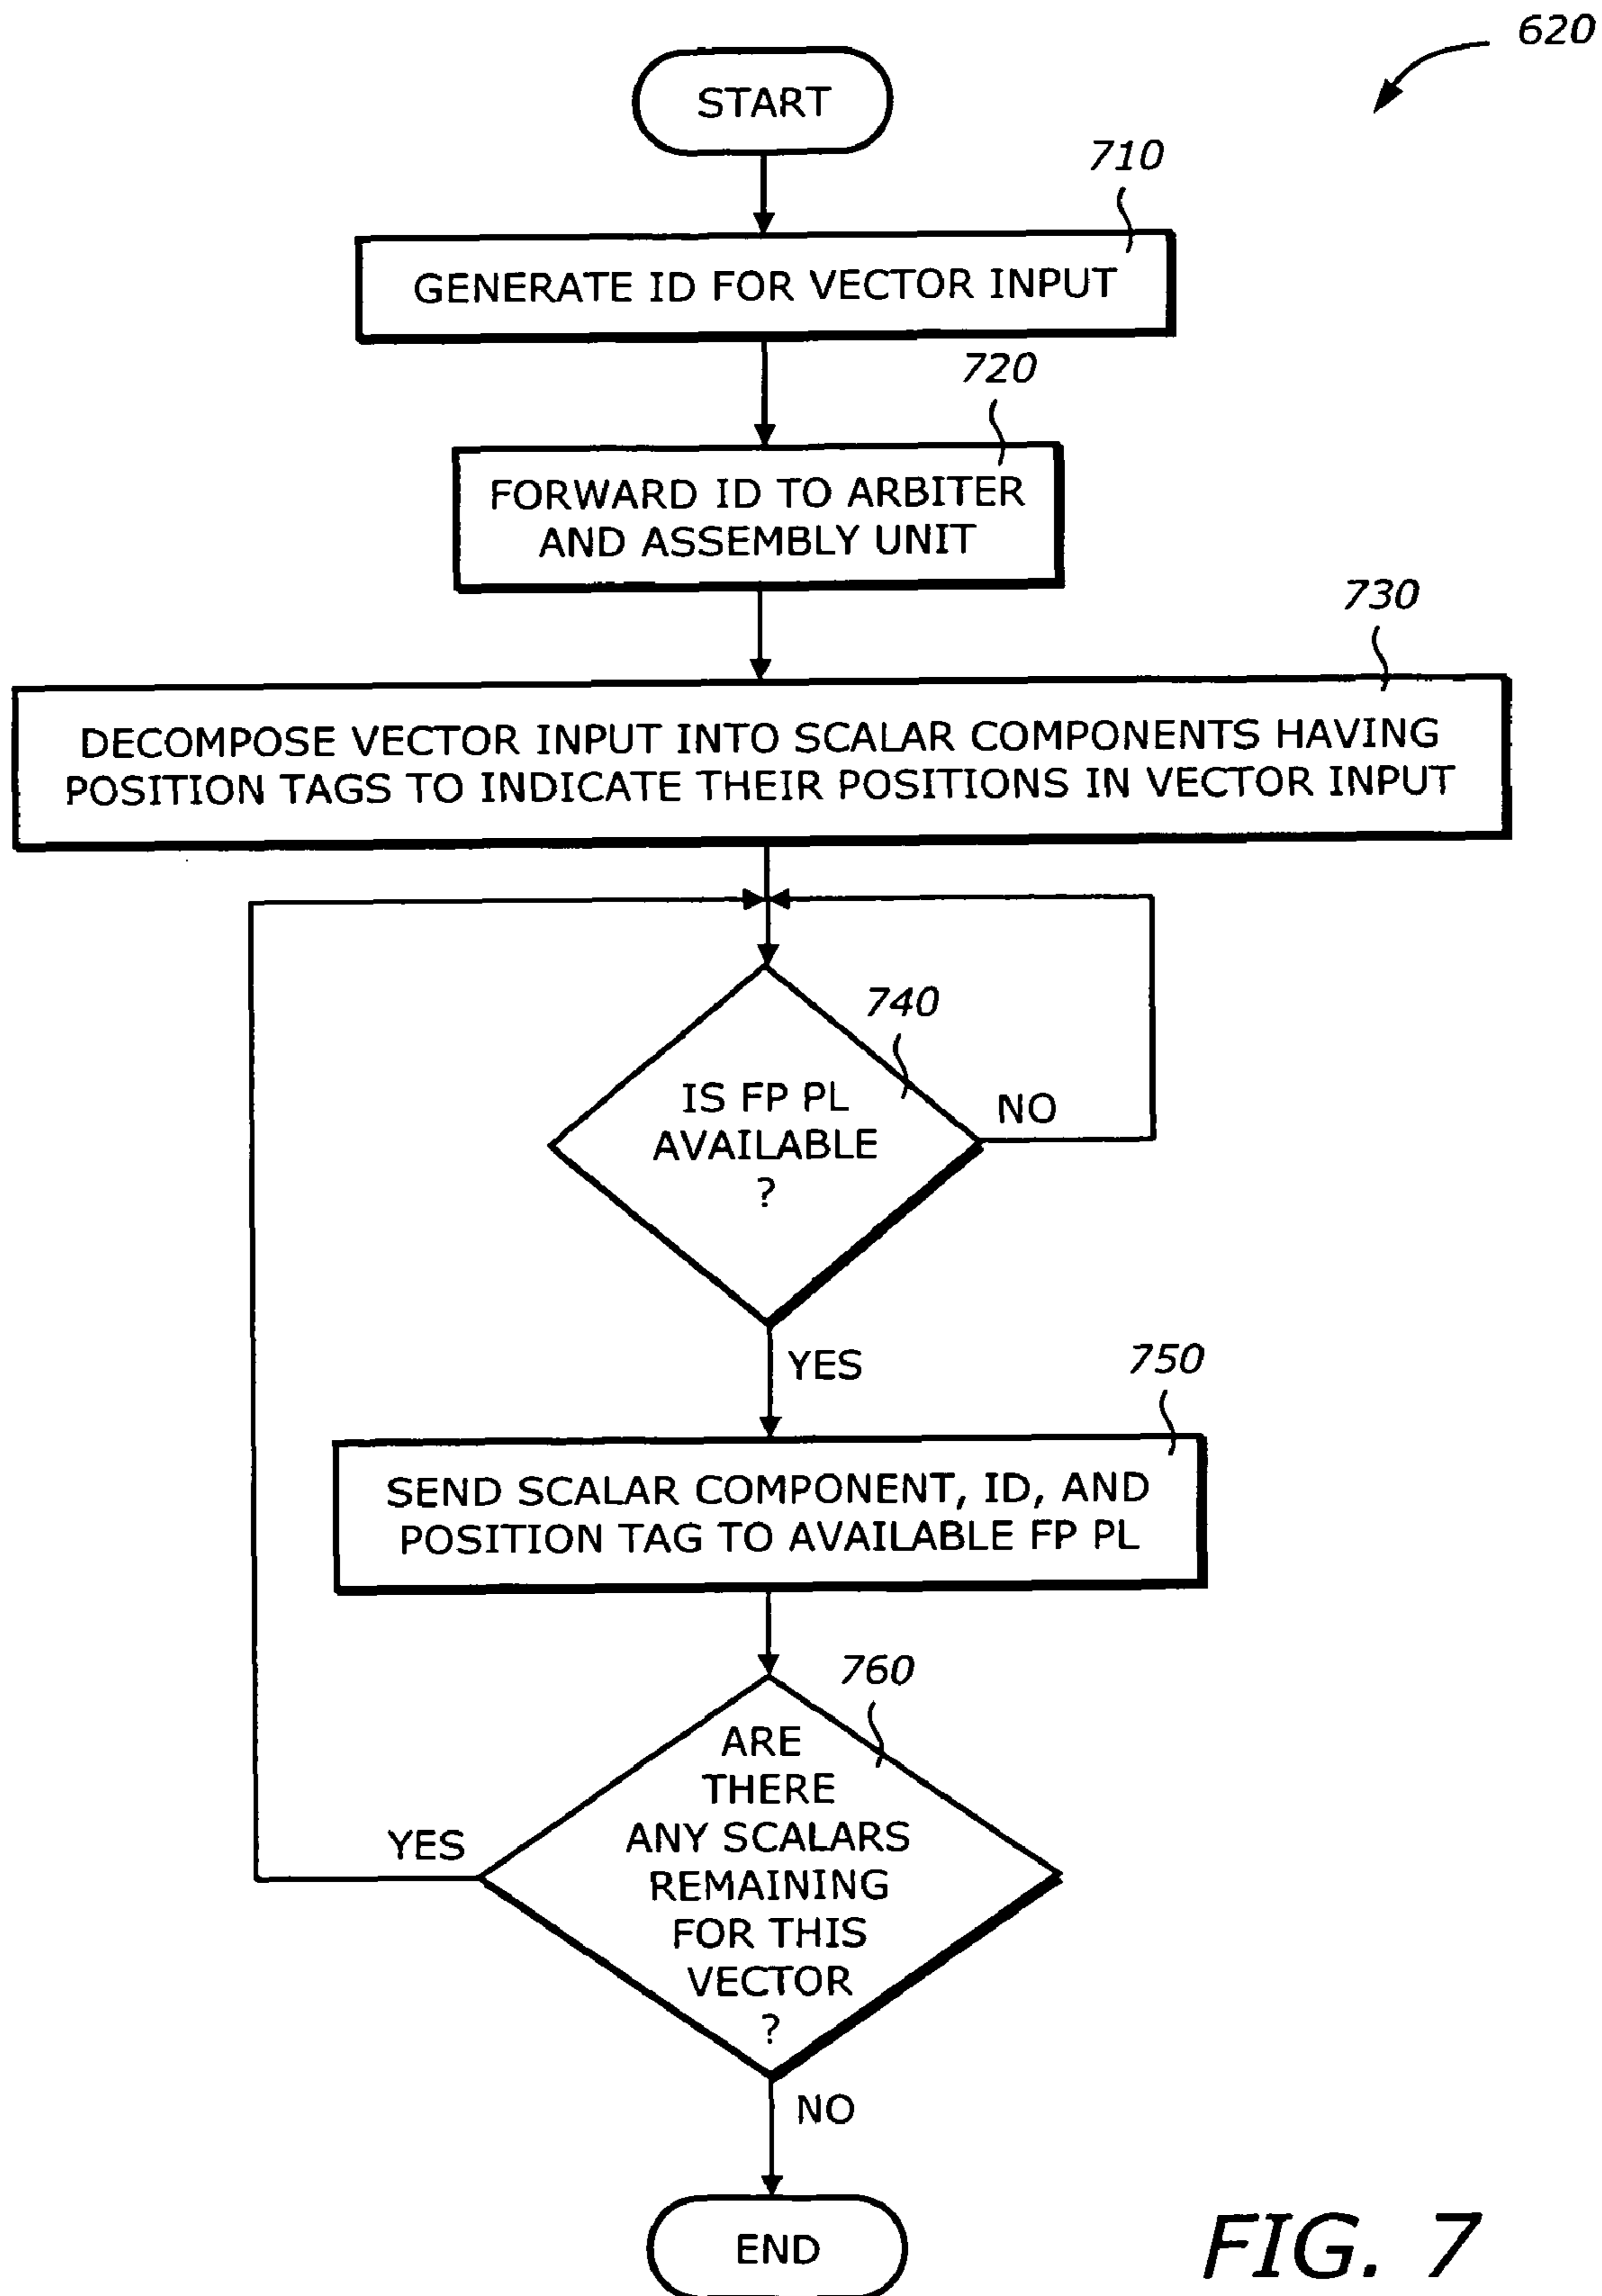 620
START
710
GENERATE ID FOR VECTOR INPUT
720
FORWARD ID TO ARBITER
AND ASSEMBLY UNIT
730
DECOMPOSE VECTOR INPUT INTO SCALAR COMPONENTS HAVING
POSITION TAGS TO INDICATE THEIR POSITIONS IN VECTOR INPUT
740
IS FP PL
AVAILABLE
?
NO
YES
750
SEND SCALAR COMPONENT, ID, AND
POSITION TAG TO AVAILABLE FP PL
760
ARE
THERE
ANY SCALARS
REMAINING
FOR THIS
VECTOR
?
YES
NO
END
FIG. 7